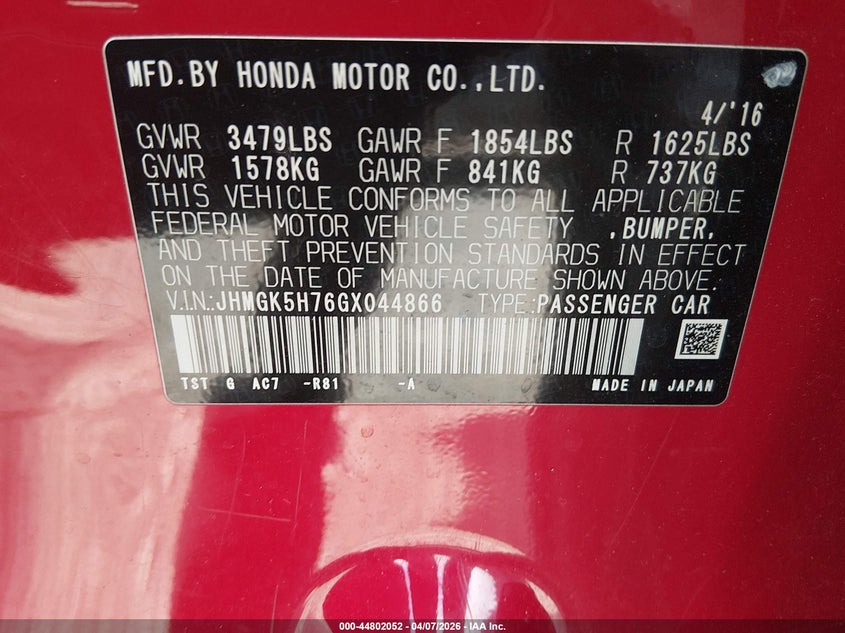 MFD.BY HONDA MOTOR CO.,LTD.
4/'16
GVWR 3479LBS GAWR F 1854LBS R 1625LBS
GVWR 1578KG GAWR F 841KG R 737KG
THIS VEHICLE CONFORMS TO ALL APPLICABLE
FEDERAL MOTOR VEHICLE SAFETY ,BUMPER,
AND THEFT PREVENTION STANDARDS IN EFFECT
ON THE DATE OF MANUFACTURE SHOWN ABOVE.
V.I.N.:JHMGK5H76GX044866 TYPE:PASSENGER CAR
TST G AC7 -R81 -A MADE IN JAPAN
000-44802052 - 04/07/2026 - IAA Inc.